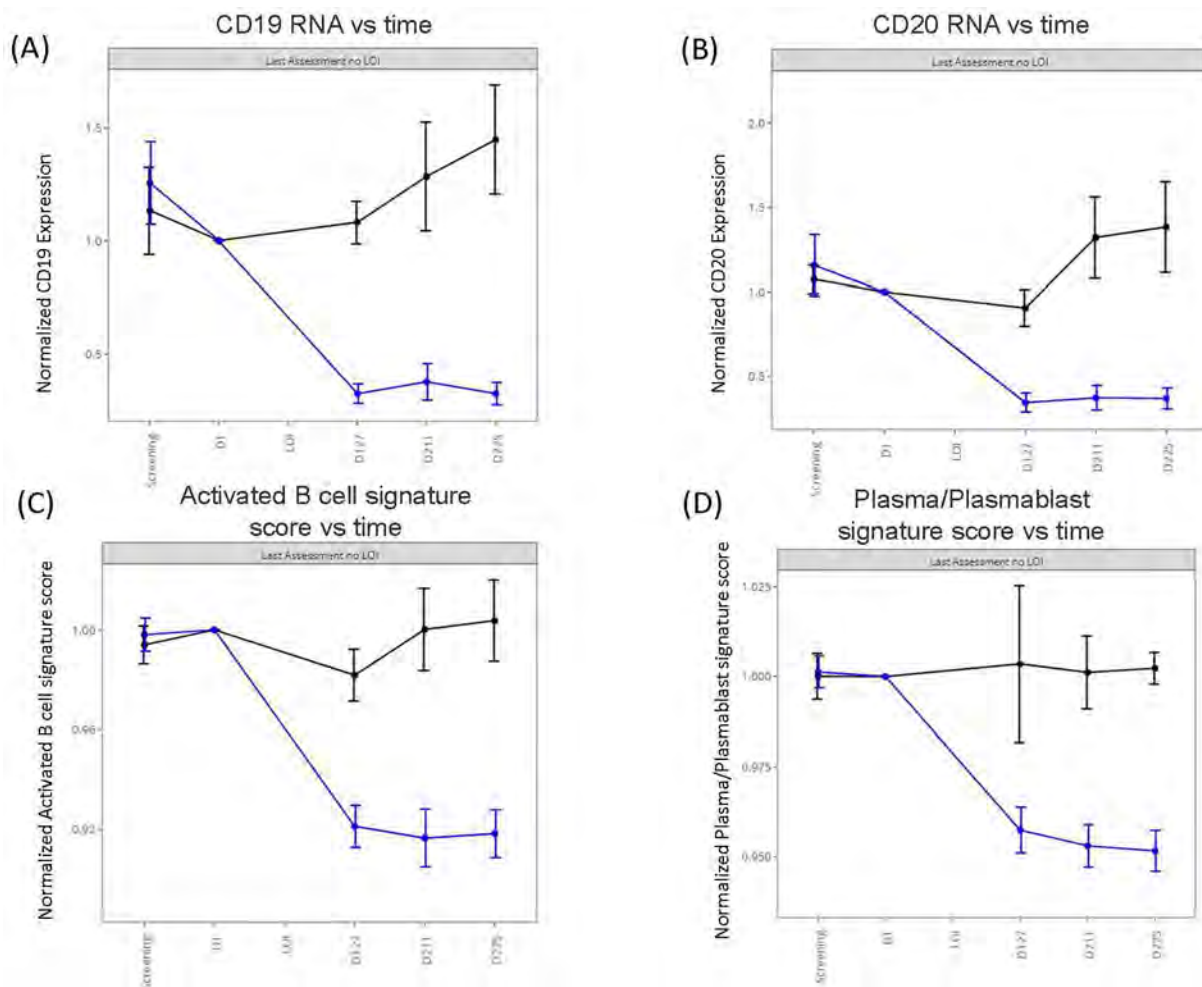 (A)
CD19 RNA vs time
Last Assessment no LOI
Normalized CD19 Expression
1.5
1.0
0.5
Screening
D1
LOI
D127
D211
D225
(B)
CD20 RNA vs time
Last Assessment no LOI
Normalized CD20 Expression
2.0
1.5
1.0
0.5
Screening
D1
LOI
D127
D211
D225
(C)
Activated B cell signature
score vs time
Last Assessment no LOI
Normalized Activated B cell signature score
1.00
0.96
0.92
Screening
D1
LOI
D127
D211
D225
(D)
Plasma/Plasmablast
signature score vs time
Last Assessment no LOI
Normalized Plasma/Plasmablast signature score
1.025
1.000
0.975
0.950
Screening
D1
LOI
D127
D211
D225